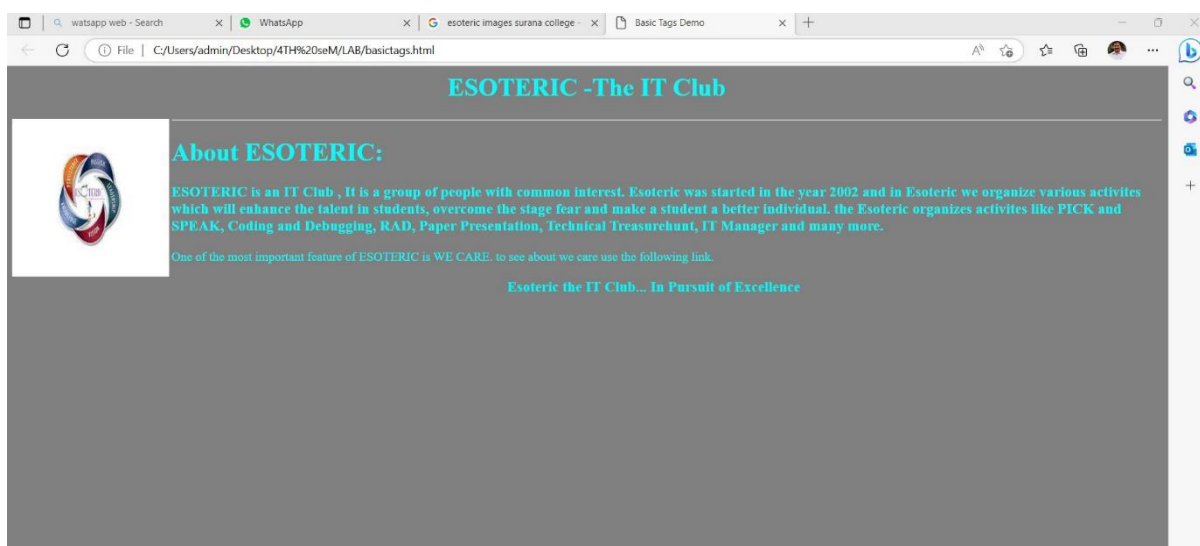 watsapp web - Search
WhatsApp
esoteric images surana college -
Basic Tags Demo
File
C:/Users/admin/Desktop/4TH%20seM/LAB/basictags.html
ESOTERIC -The IT Club
About ESOTERIC:
ESOTERIC is an IT Club , It is a group of people with common interest. Esoteric was started in the year 2002 and in Esoteric we organize various activites
which will enhance the talent in students, overcome the stage fear and make a student a better individual. the Esoteric organizes activites like PICK and
SPEAK, Coding and Debugging, RAD, Paper Presentation, Technical Treasurehunt, IT Manager and many more.
One of the most important feature of ESOTERIC is WE CARE. to see about we care use the following link.
Esoteric the IT Club... In Pursuit of Excellence